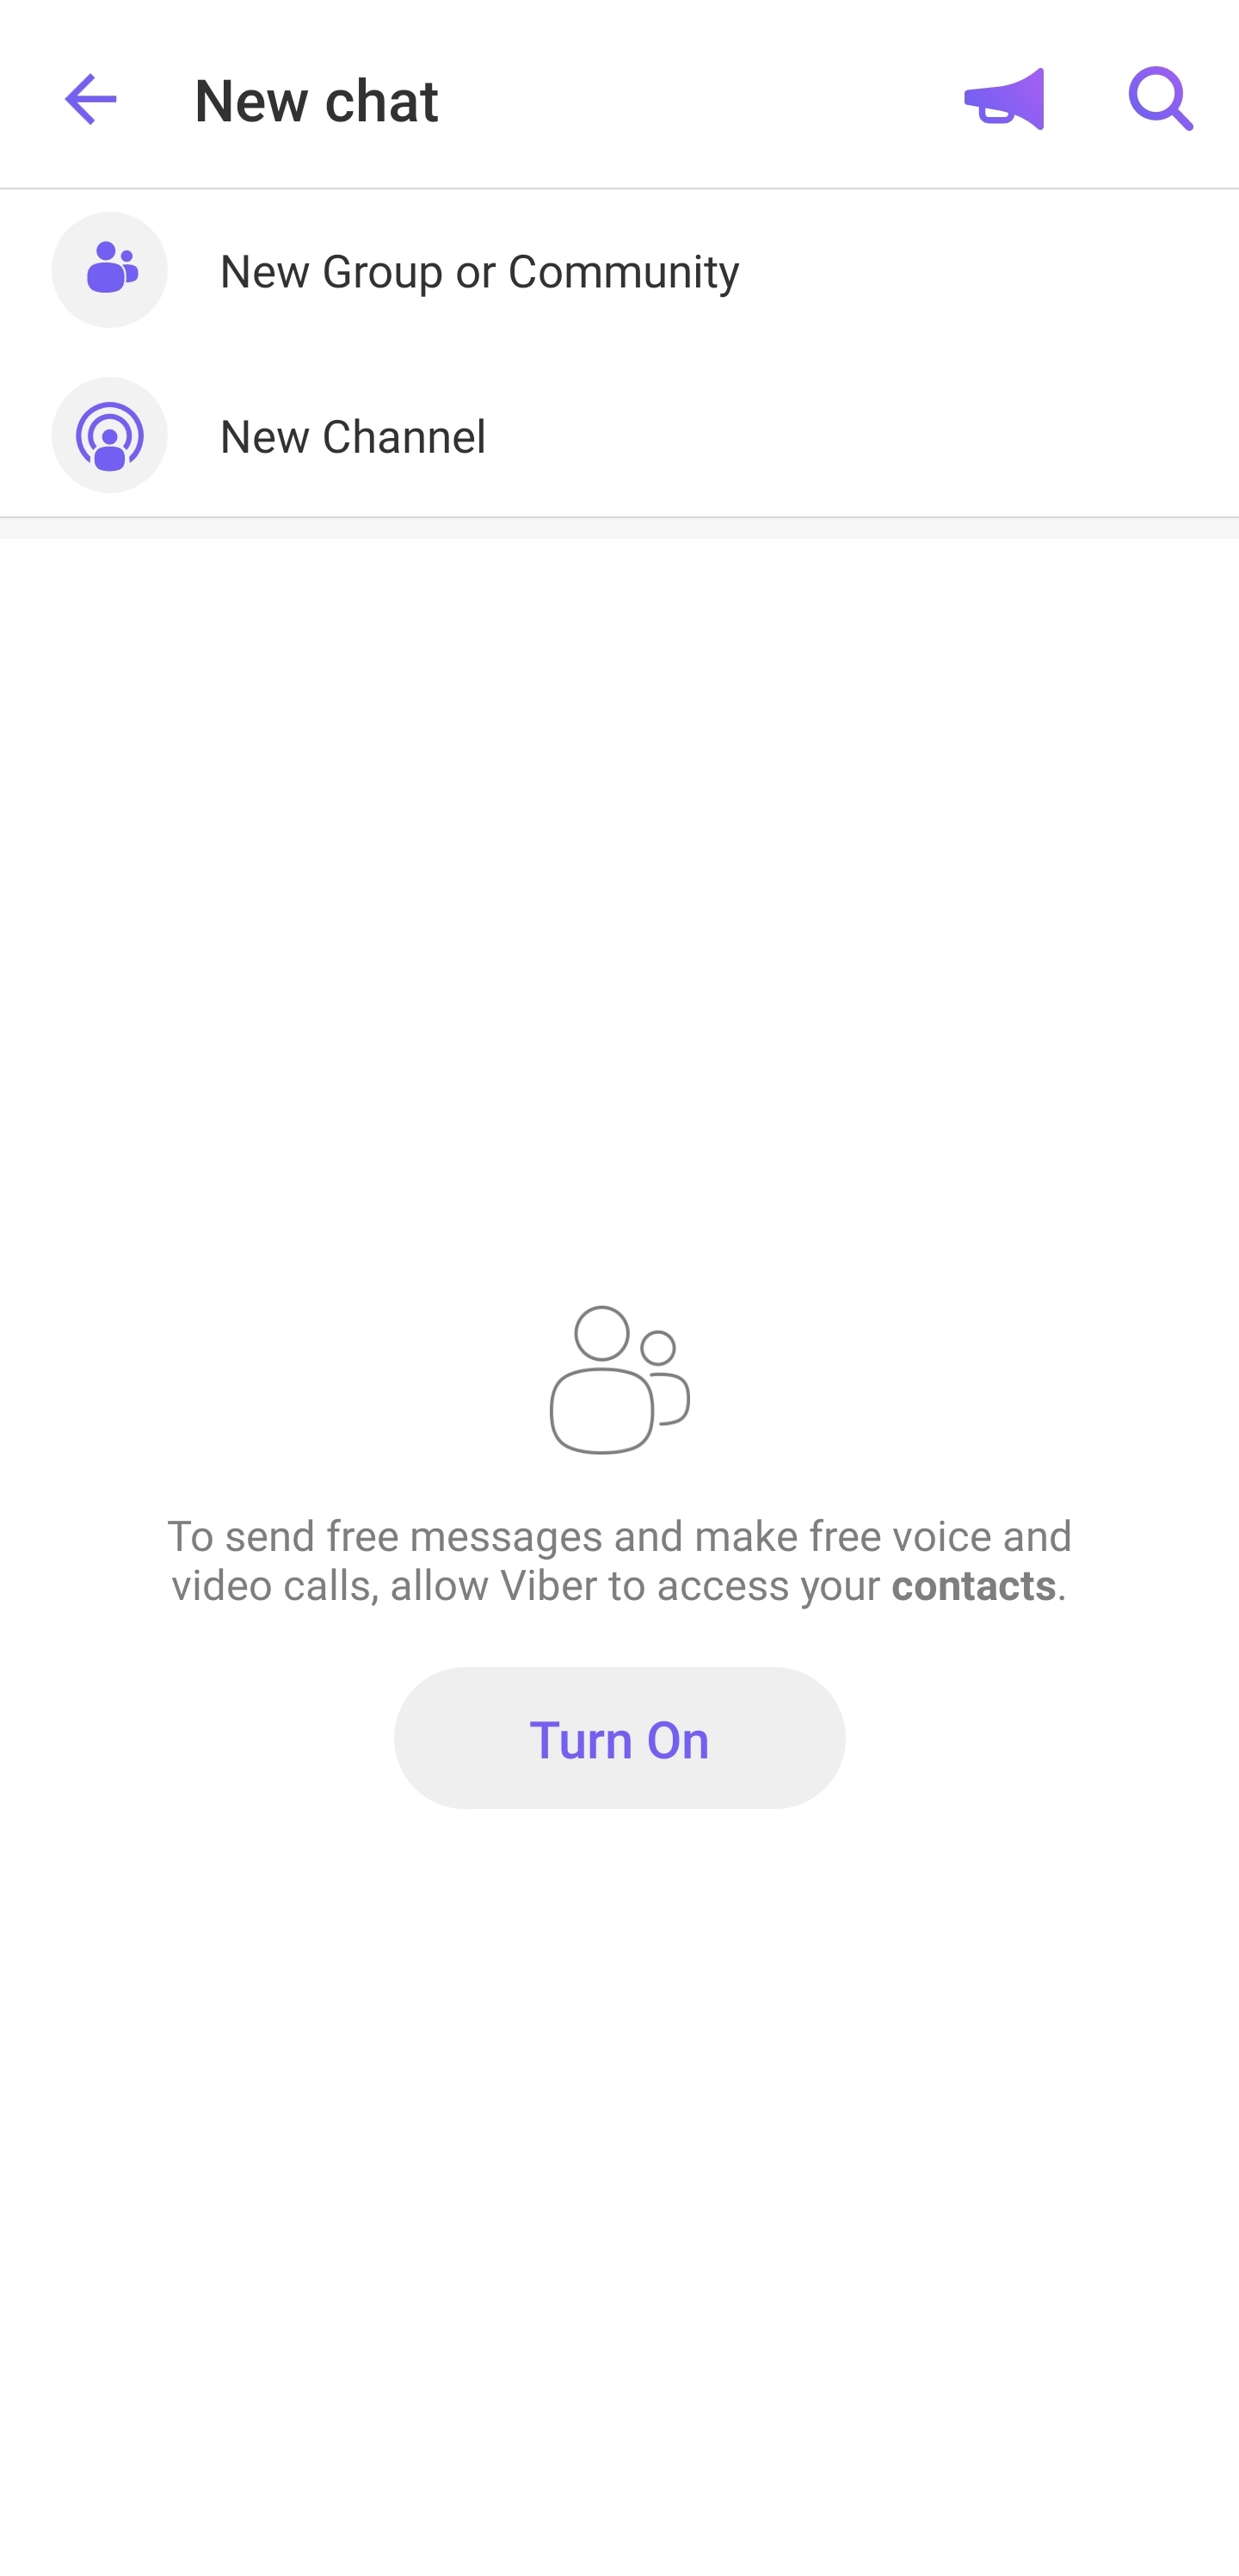 New chat
New Group or Community
New Channel
To send free messages and make free voice and
video calls, allow Viber to access your contacts.
Turn On